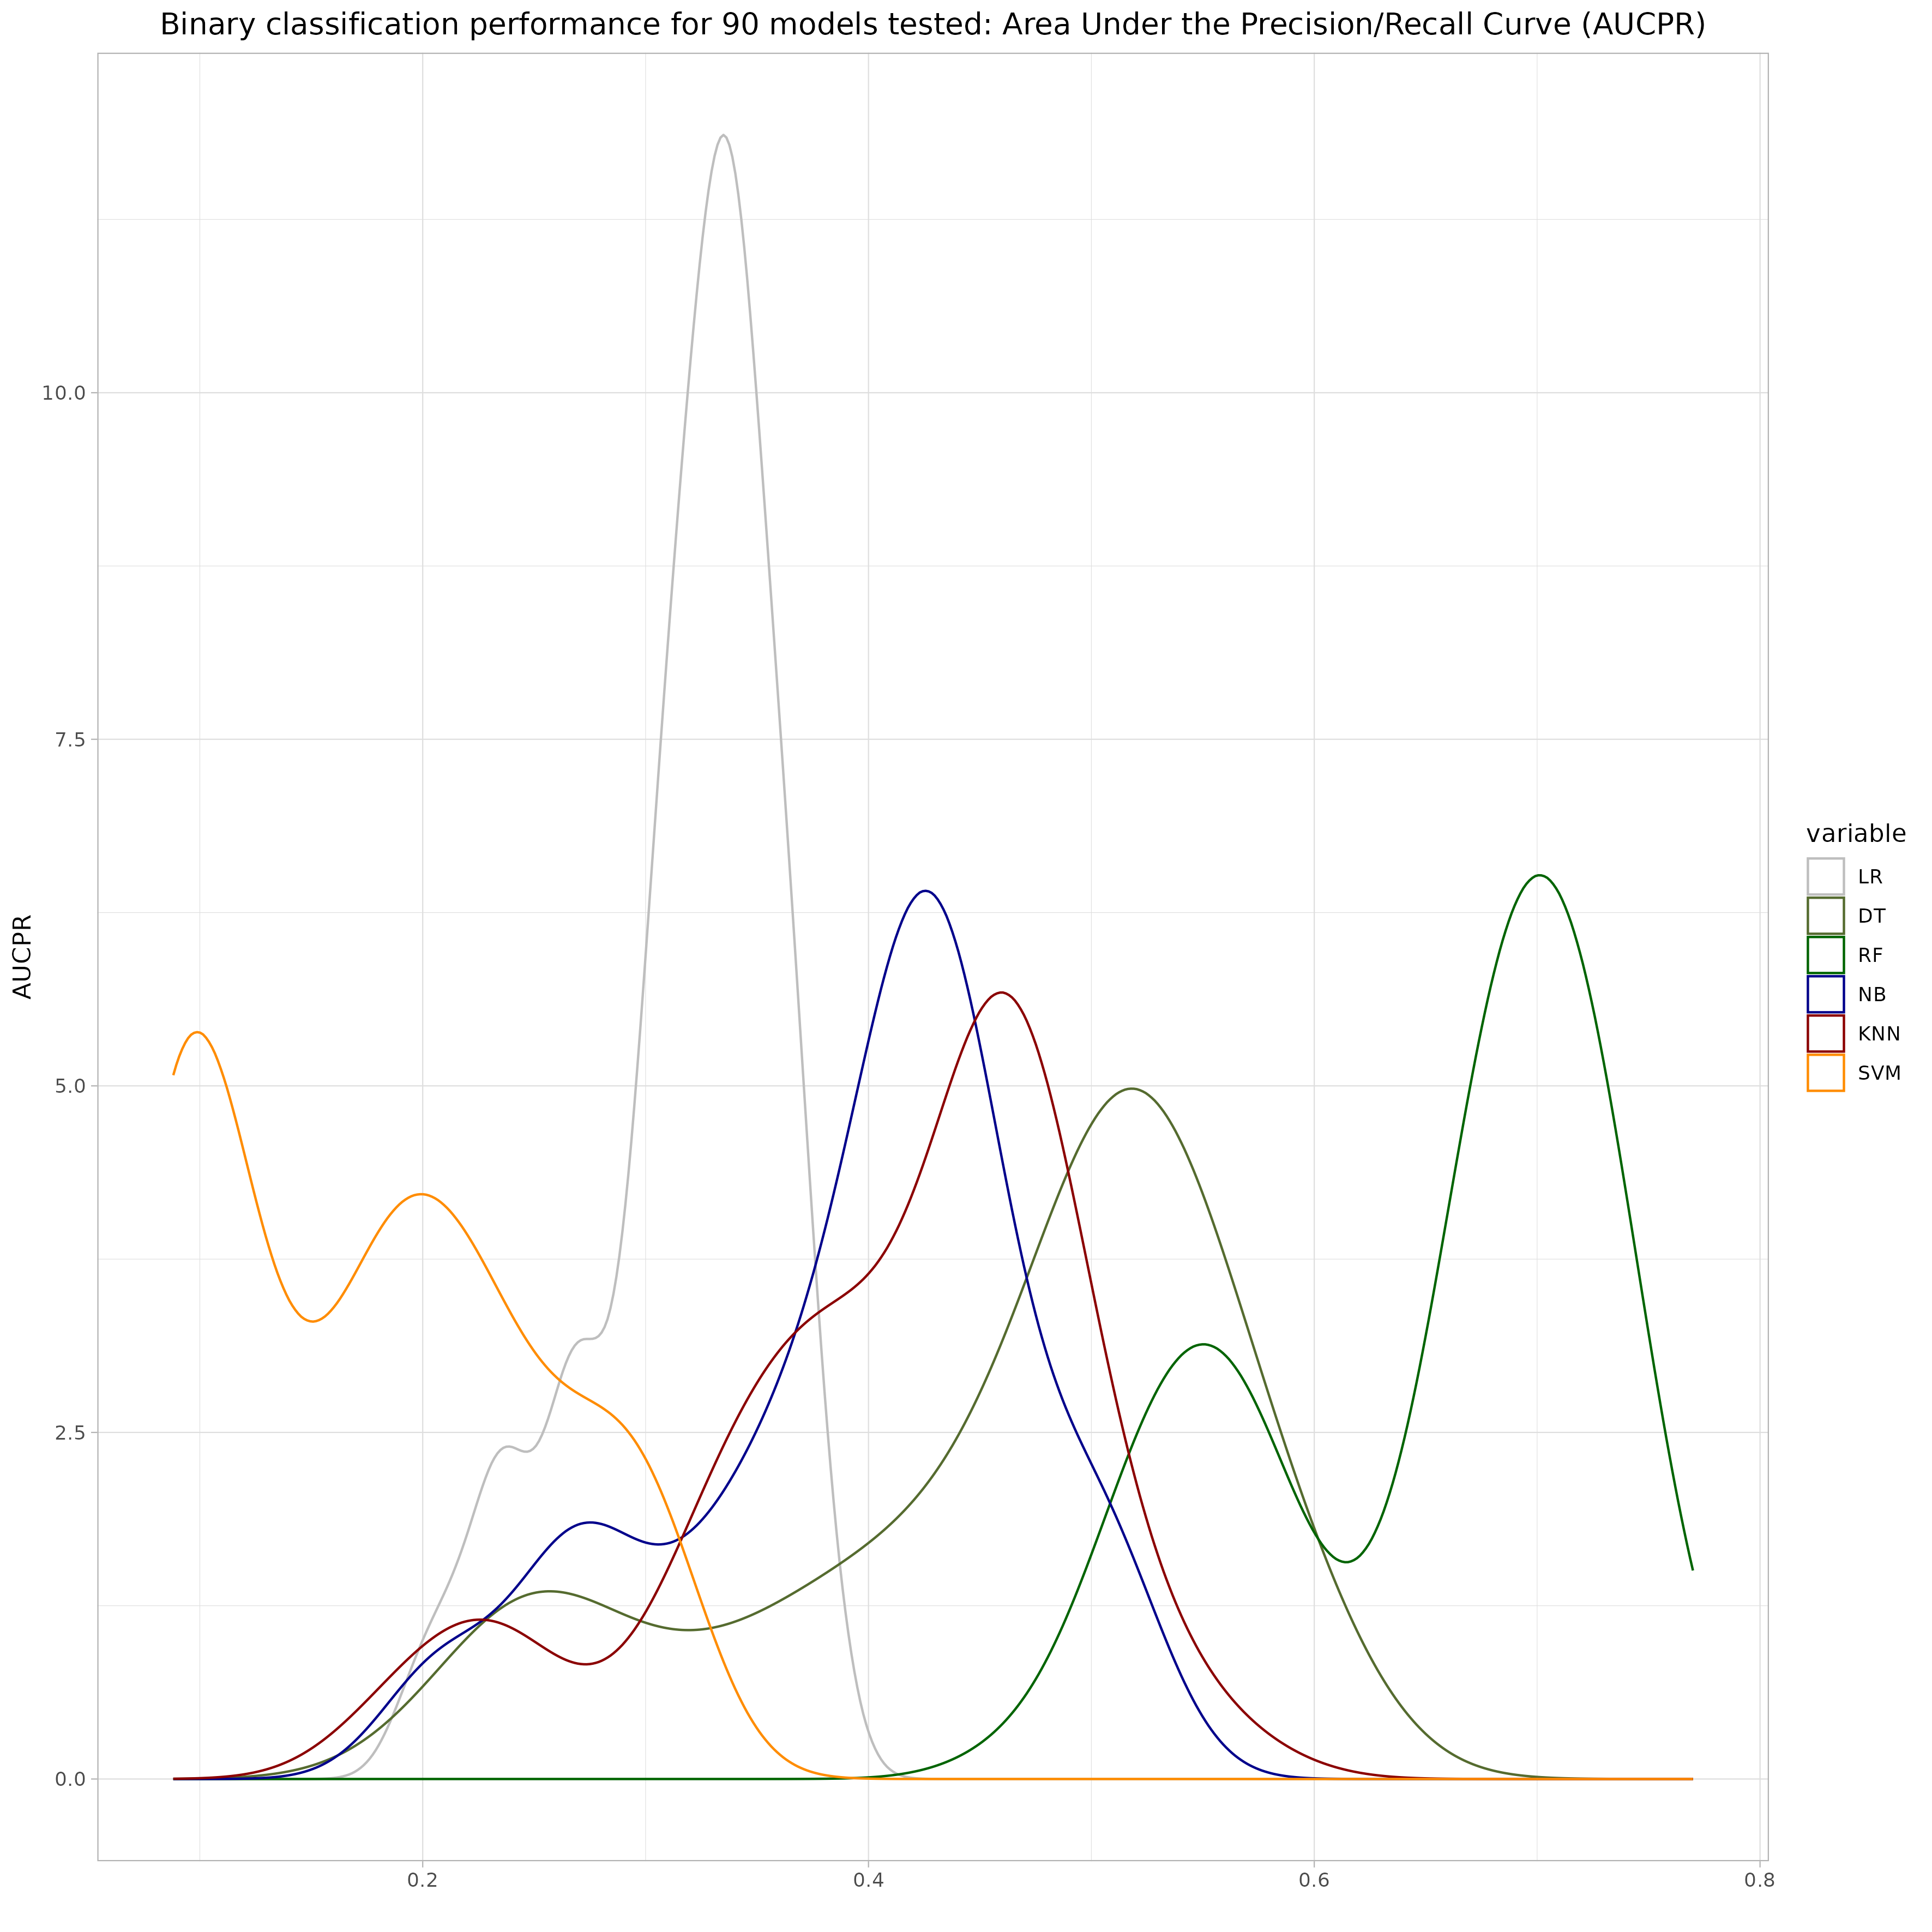 Binary classification performance for 90 models tested: Area Under the Precision/Recall Curve (AUCPR)
AUCPR
10.0
7.5
5.0
2.5
0.0
0.2
0.4
0.6
0.8
variable
LR
DT
RF
NB
KNN
SVM